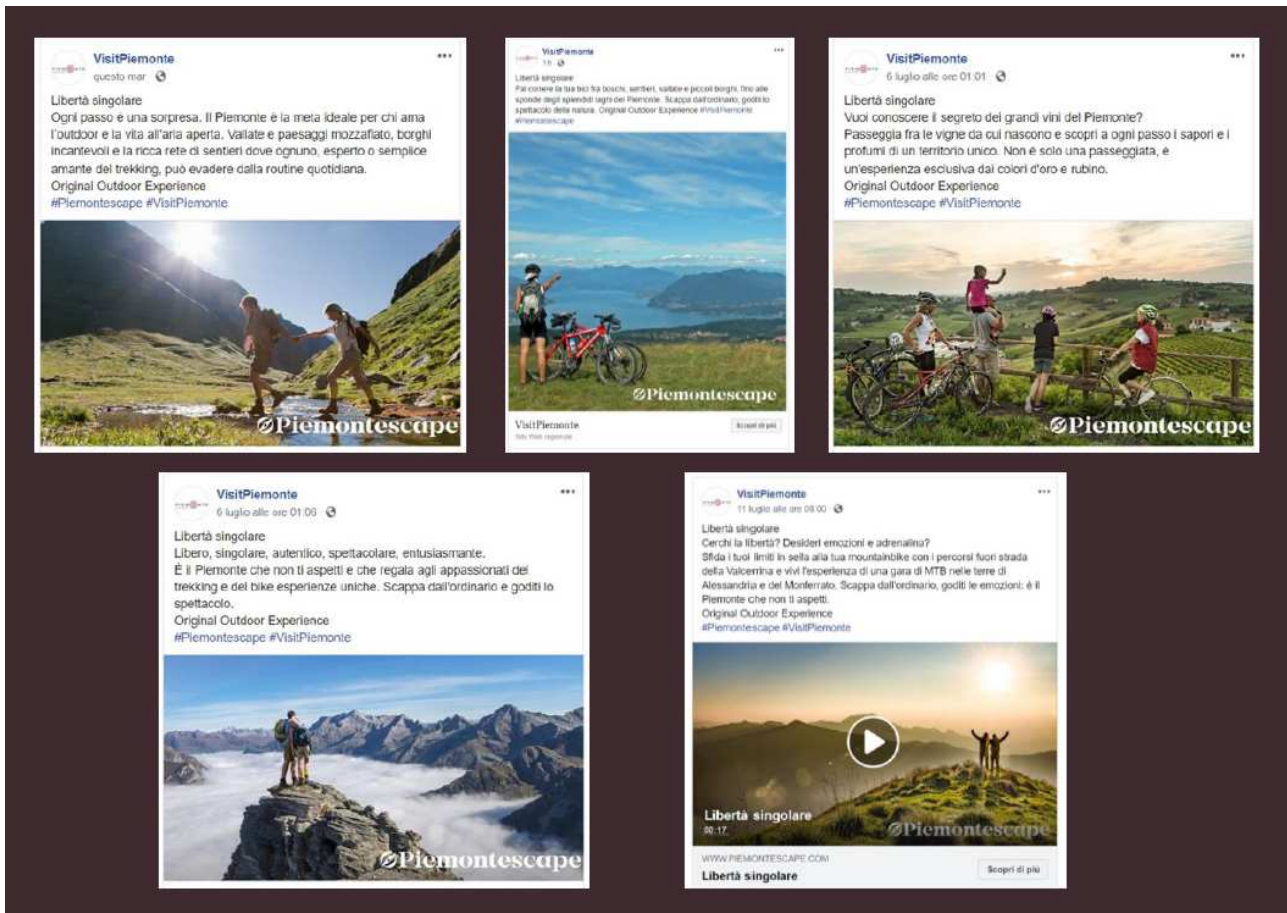 VisitPiemonte
questo mar
Libertà singolare
Ogni passo è una sorpresa. Il Piemonte è la meta ideale per chi ama
l'outdoor e la vita all'aria aperta. Vallate e paesaggi mozzafiato, borghi
incantevoli e la ricca rete di sentieri dove ognuno, esperto o semplice
amante del trekking, può evadere dalla routine quotidiana.
Original Outdoor Experience
#Piemontescape #VisitPiemonte
Piemontescape
VisitPiemonte
Libertà singolare
Fai correre la tua bici fra boschi, sentieri, vallate e piccoli borghi, fino alle
sponde degli splendidi laghi del Piemonte. Scappa dall'ordinario, goditi lo
spettacolo della natura. Original Outdoor Experience #VisitPiemonte
#Piemontescape
Piemontescape
VisitPiemonte
Scopri di più
VisitPiemonte
6 luglio alle ore 01:01
Libertà singolare
Vuoi conoscere il segreto dei grandi vini del Piemonte?
Passeggia fra le vigne da cui nascono e scopri a ogni passo i sapori e i
profumi di un territorio unico. Non è solo una passeggiata, è
un'esperienza esclusiva dai colori d'oro e rubino.
Original Outdoor Experience
#Piemontescape #VisitPiemonte
Piemontescape
VisitPiemonte
6 luglio alle ore 01:06
Libertà singolare
Libero, singolare, autentico, spettacolare, entusiasmante.
È il Piemonte che non ti aspetti e che regala agli appassionati del
trekking e del bike esperienze uniche. Scappa dall'ordinario e goditi lo
spettacolo.
Original Outdoor Experience
#Piemontescape #VisitPiemonte
Piemontescape
VisitPiemonte
11 luglio alle ore 08:00
Libertà singolare
Cerchi la libertà? Desideri emozioni e adrenalina?
Sfida i tuoi limiti in sella alla tua mountainbike con i percorsi fuori strada
della Valcerrina e vivi l'esperienza di una gara di MTB nelle terre di
Alessandria e del Monferrato. Scappa dall'ordinario, goditi le emozioni: è il
Piemonte che non ti aspetti.
Original Outdoor Experience
#Piemontescape #VisitPiemonte
Libertà singolare
00:17
Piemontescape
WWW.PIEMONTESCAPE.COM
Libertà singolare
Scopri di più